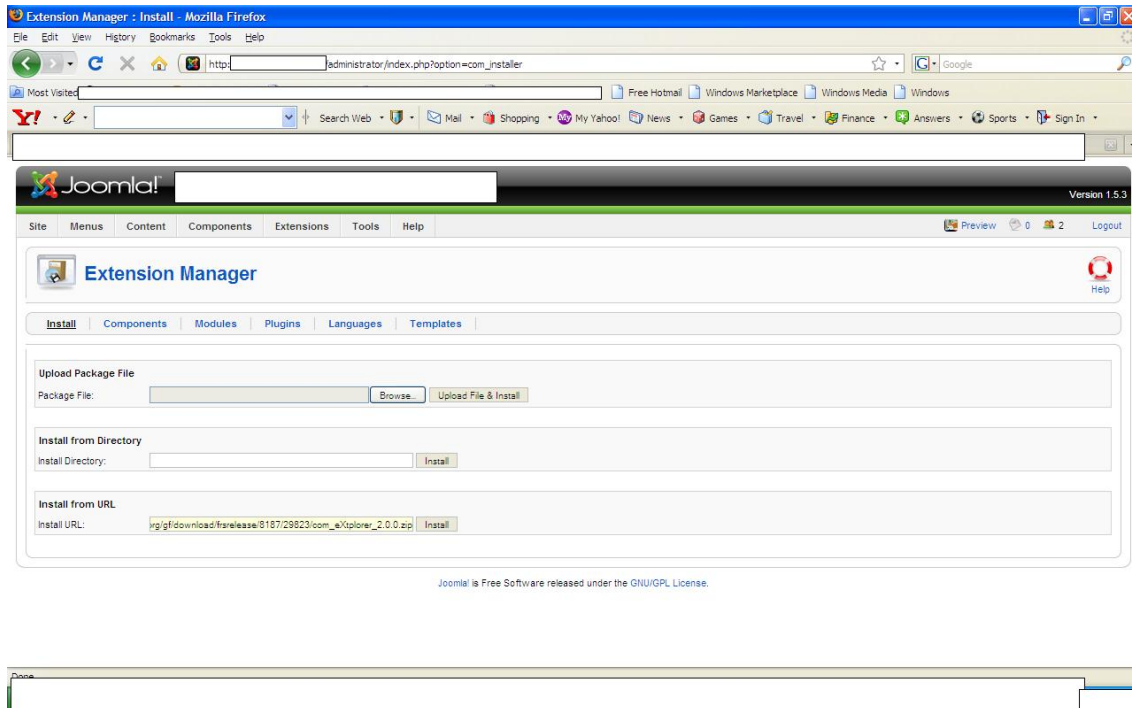 Extension Manager : Install - Mozilla Firefox
File Edit View History Bookmarks Tools Help
http: /administrator/index.php?option=com_installer Google
Most Visited Free Hotmail Windows Marketplace Windows Media Windows
Y! Search Web Mail Shopping My Yahoo! News Games Travel Finance Answers Sports Sign In
Joomla!
Version 1.5.3
Site Menus Content Components Extensions Tools Help Preview 0 2 Logout
Extension Manager
Help
Install Components Modules Plugins Languages Templates
Upload Package File
Package File: Browse... Upload File & Install
Install from Directory
Install Directory: Install
Install from URL
Install URL: org/gf/download/frsrelease/8187/29823/com_eXtplorer_2.0.0.zip Install
Joomla! is Free Software released under the GNU/GPL License.
Done